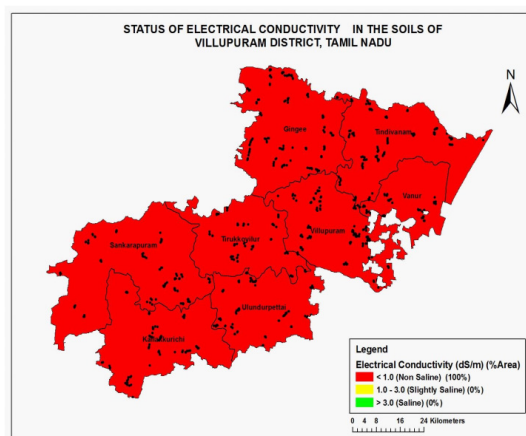 STATUS OF ELECTRICAL CONDUCTIVITY IN THE SOILS OF
VILLUPURAM DISTRICT, TAMIL NADU
N
Gingee
Tindivanam
Vanur
Sankarapuram
Tirukkoyilur
Villupuram
Ulundurpettai
Kallakurichi
Legend
Electrical Conductivity (dS/m) (%Area)
< 1.0 (Non Saline) (100%)
1.0 - 3.0 (Slightly Saline) (0%)
> 3.0 (Saline) (0%)
0 4 8 16 24 Kilometers